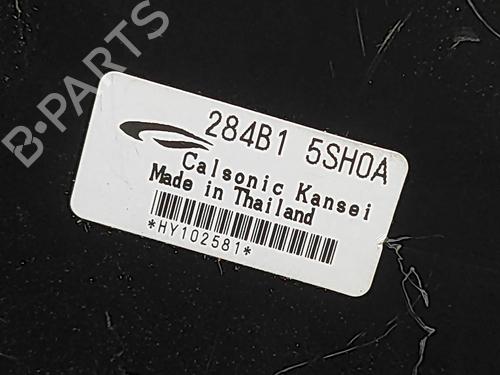 B-PARTS
284B1 5SH0A
Calsonic Kansei
Made in Thailand
*HY102581*